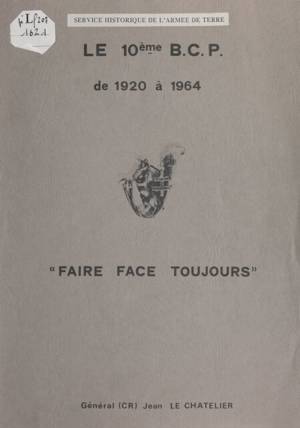 SERVICE HISTORIQUE DE L'ARMEE DE TERRE
LE 10ème B.C.P.
de 1920 à 1964
"FAIRE FACE TOUJOURS"
Général (CR) Jean LE CHATELIER